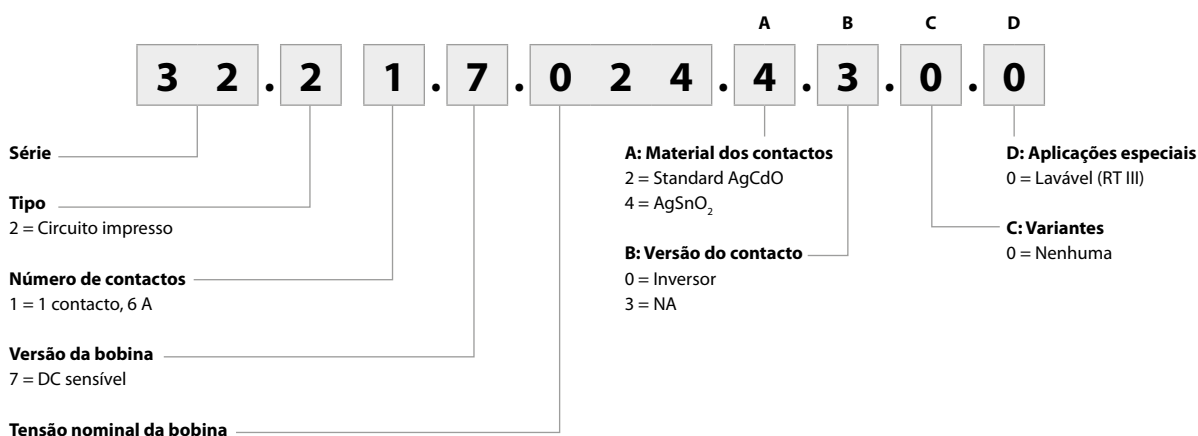 A B C D
3 2 . 2 1 . 7 . 0 2 4 . 4 . 3 . 0 . 0
Série
Tipo
2 = Circuito impresso
Número de contactos
1 = 1 contacto, 6 A
Versão da bobina
7 = DC sensível
Tensão nominal da bobina
A: Material dos contactos
2 = Standard AgCdO
4 = AgSnO₂
B: Versão do contacto
0 = Inversor
3 = NA
D: Aplicações especiais
0 = Lavável (RT III)
C: Variantes
0 = Nenhuma